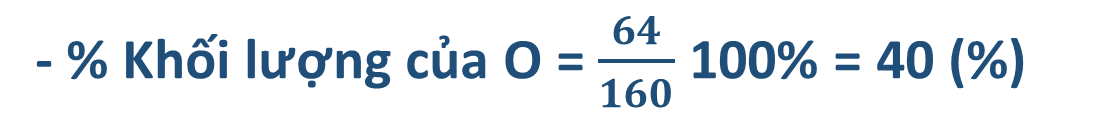 - % Khối lượng của O = 64/160 100% = 40 (%)